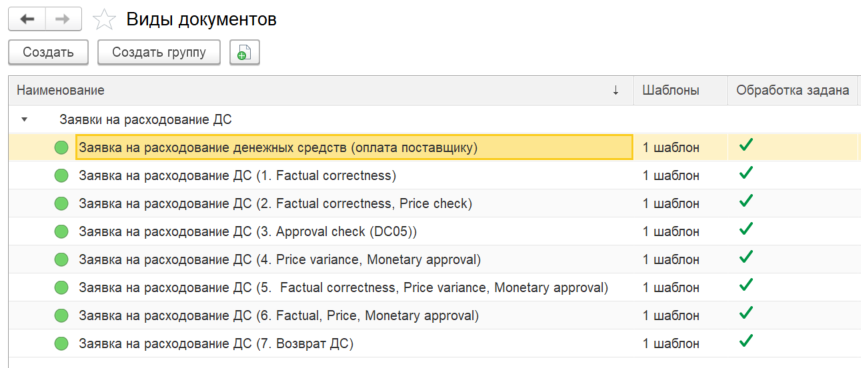 Виды документов
Создать Создать группу
Наименование ↓ Шаблоны Обработка задана
Заявки на расходование ДС
Заявка на расходование денежных средств (оплата поставщику) 1 шаблон
Заявка на расходование ДС (1. Factual correctness) 1 шаблон
Заявка на расходование ДС (2. Factual correctness, Price check) 1 шаблон
Заявка на расходование ДС (3. Approval check (DC05)) 1 шаблон
Заявка на расходование ДС (4. Price variance, Monetary approval) 1 шаблон
Заявка на расходование ДС (5.  Factual correctness, Price variance, Monetary approval) 1 шаблон
Заявка на расходование ДС (6. Factual, Price, Monetary approval) 1 шаблон
Заявка на расходование ДС (7. Возврат ДС) 1 шаблон